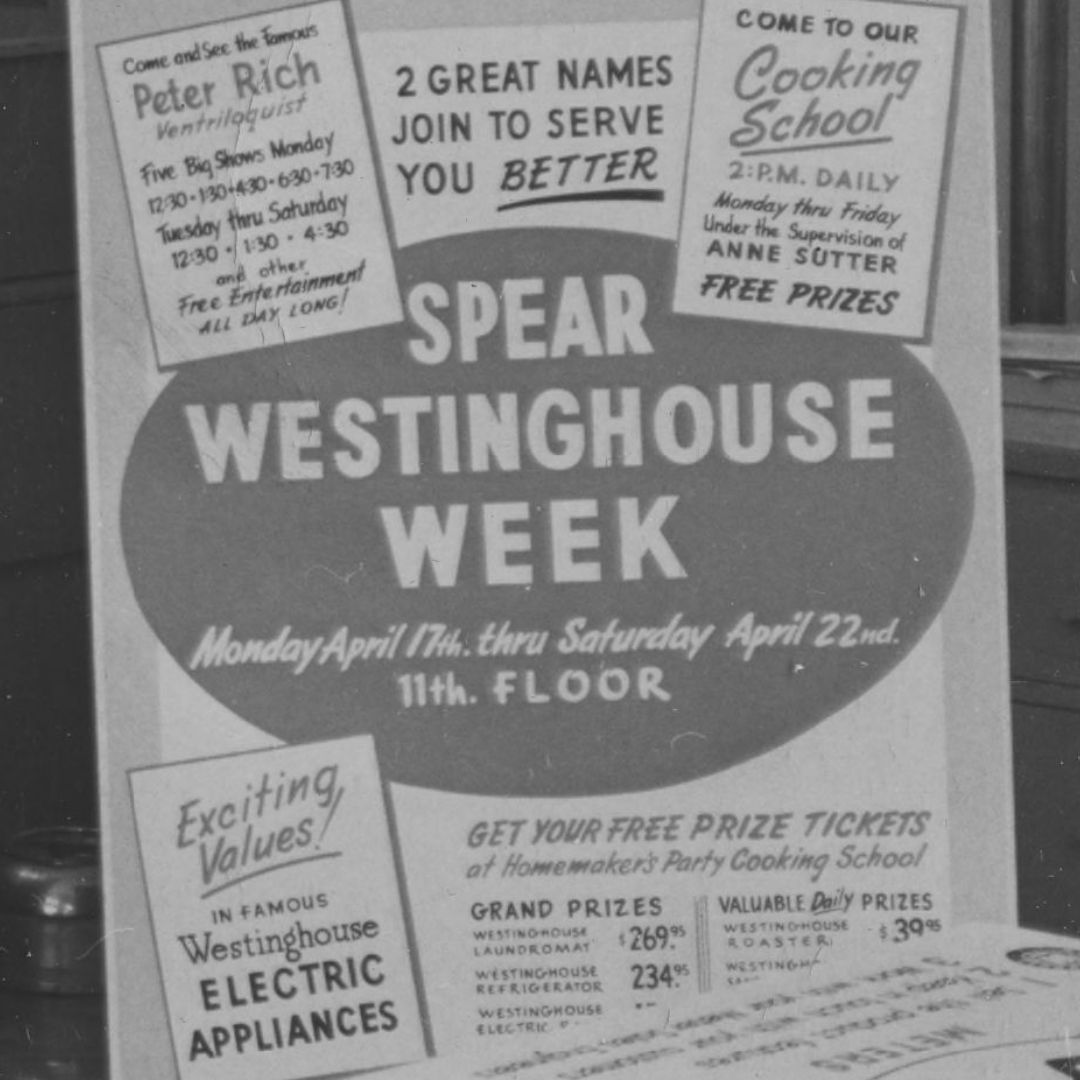 Come and See the Famous
Peter Rich
Ventriloquist
Five Big Shows Monday
12:30 • 1:30 • 4:30 • 6:30 • 7:30
Tuesday thru Saturday
12:30 • 1:30 • 4:30
and other
Free Entertainment
ALL DAY LONG!
2 GREAT NAMES
JOIN TO SERVE
YOU BETTER
COME TO OUR
Cooking
School
2:P.M. DAILY
Monday thru Friday
Under the Supervision of
ANNE SUTTER
FREE PRIZES
SPEAR
WESTINGHOUSE
WEEK
Monday April 17th. thru Saturday April 22nd.
11th. FLOOR
Exciting
Values!
IN FAMOUS
Westinghouse
ELECTRIC
APPLIANCES
GET YOUR FREE PRIZE TICKETS
at Homemaker's Party Cooking School
GRAND PRIZES
WESTINGHOUSE
LAUNDROMAT $269.95
WESTINGHOUSE
REFRIGERATOR 234.95
WESTINGHOUSE
ELECTRIC
VALUABLE Daily PRIZES
WESTINGHOUSE
ROASTER $39.95
METERS